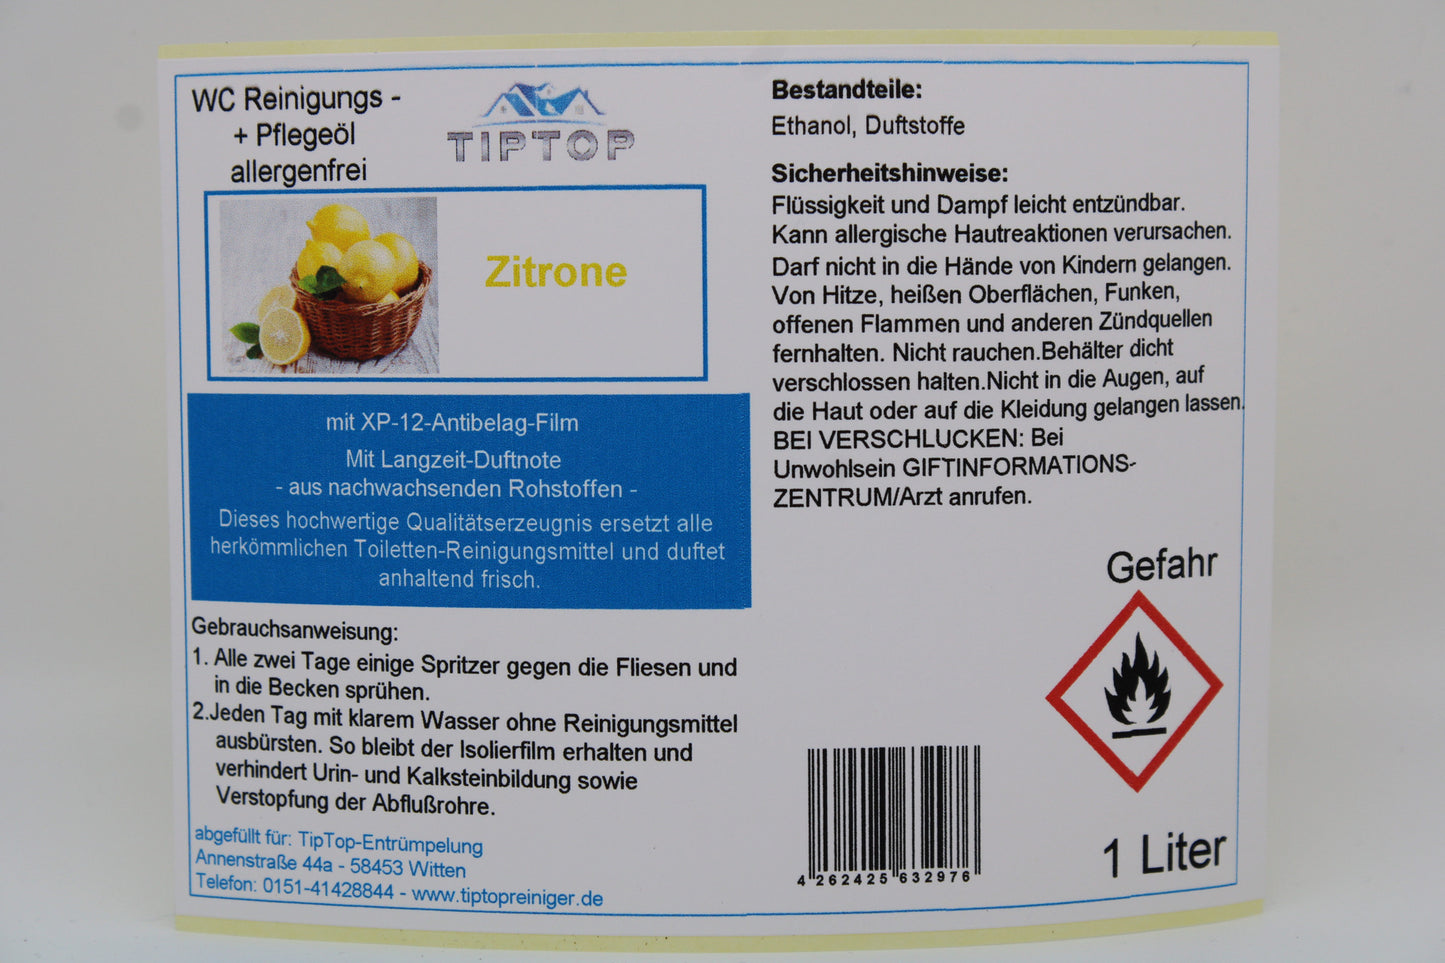 WC Reinigungs -
+ Pflegeöl
allergenfrei
TIPTOP
Zitrone
mit XP-12-Antibelag-Film
Mit Langzeit-Duftnote
- aus nachwachsenden Rohstoffen -
Dieses hochwertige Qualitätserzeugnis ersetzt alle
herkömmlichen Toiletten-Reinigungsmittel und duftet
anhaltend frisch.
Gebrauchsanweisung:
1. Alle zwei Tage einige Spritzer gegen die Fliesen und
in die Becken sprühen.
2.Jeden Tag mit klarem Wasser ohne Reinigungsmittel
ausbürsten. So bleibt der Isolierfilm erhalten und
verhindert Urin- und Kalksteinbildung sowie
Verstopfung der Abflußrohre.
abgefüllt für: TipTop-Entrümpelung
Annenstraße 44a - 58453 Witten
Telefon: 0151-41428844 - www.tiptopreiniger.de
Bestandteile:
Ethanol, Duftstoffe
Sicherheitshinweise:
Flüssigkeit und Dampf leicht entzündbar.
Kann allergische Hautreaktionen verursachen.
Darf nicht in die Hände von Kindern gelangen.
Von Hitze, heißen Oberflächen, Funken,
offenen Flammen und anderen Zündquellen
fernhalten. Nicht rauchen.Behälter dicht
verschlossen halten.Nicht in die Augen, auf
die Haut oder auf die Kleidung gelangen lassen.
BEI VERSCHLUCKEN: Bei
Unwohlsein GIFTINFORMATIONS-
ZENTRUM/Arzt anrufen.
Gefahr
4 262425 632976
1 Liter